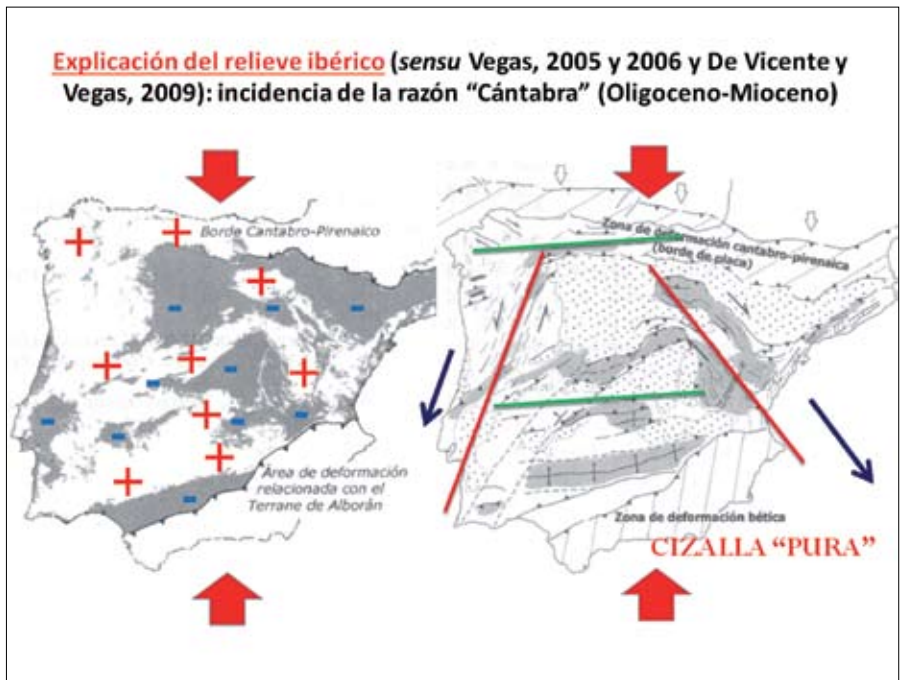 Explicación del relieve ibérico (sensu Vegas, 2005 y 2006 y De Vicente y
Vegas, 2009): incidencia de la razón “Cántabra” (Oligoceno-Mioceno)
Borde Cantabro-Pirenaico
Área de deformación
relacionada con el
Terrane de Alborán
Zona de deformación cantabro-pirenaica
(borde de placa)
Zona de deformación bética
CIZALLA “PURA”